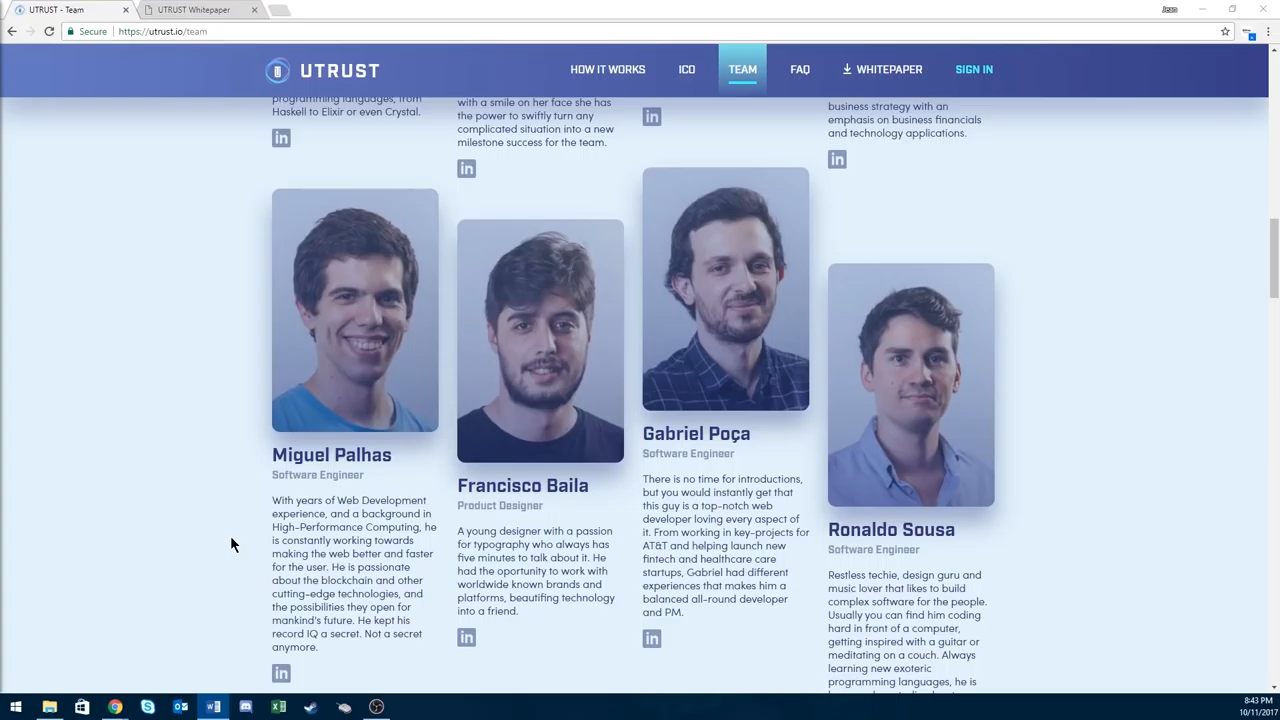 UTRUST - Team
UTRUST Whitepaper
Jean
Secure
https://utrust.io/team
UTRUST
HOW IT WORKS
ICO
TEAM
FAQ
WHITEPAPER
SIGN IN
programming languages, from
Haskell to Elixir or even Crystal.
in
with a smile on her face she has
the power to swiftly turn any
complicated situation into a new
milestone success for the team.
in
in
business strategy with an
emphasis on business financials
and technology applications.
in
Miguel Palhas
Software Engineer
With years of Web Development
experience, and a background in
High-Performance Computing, he
is constantly working towards
making the web better and faster
for the user. He is passionate
about the blockchain and other
cutting-edge technologies, and
the possibilities they open for
mankind's future. He kept his
record IQ a secret. Not a secret
anymore.
in
Francisco Baila
Product Designer
A young designer with a passion
for typography who always has
five minutes to talk about it. He
had the oportunity to work with
worldwide known brands and
platforms, beautifing technology
into a friend.
in
Gabriel Poça
Software Engineer
There is no time for introductions,
but you would instantly get that
this guy is a top-notch web
developer loving every aspect of
it. From working in key-projects for
AT&T and helping launch new
fintech and healthcare care
startups, Gabriel had different
experiences that makes him a
balanced all-round developer
and PM.
in
Ronaldo Sousa
Software Engineer
Restless techie, design guru and
music lover that likes to build
complex software for the people.
Usually you can find him coding
hard in front of a computer,
getting inspired with a guitar or
meditating on a couch. Always
learning new exoteric
programming languages, he is
8:43 PM
10/11/2017